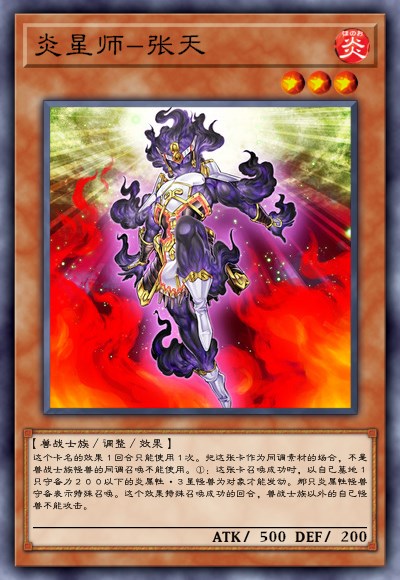 炎星师-张天
ほのお
炎
【兽战士族／调整／效果】
这个卡名的效果1回合只能使用1次。把这张卡作为同调素材的场合，不是
兽战士族怪兽的同调召唤不能使用。①：这张卡召唤成功时，以自己墓地1
只守备力200以下的炎属性·3星怪兽为对象才能发动。那只炎属性怪兽
守备表示特殊召唤。这个效果特殊召唤成功的回合，兽战士族以外的自己怪
兽不能攻击。
ATK/ 500 DEF/ 200